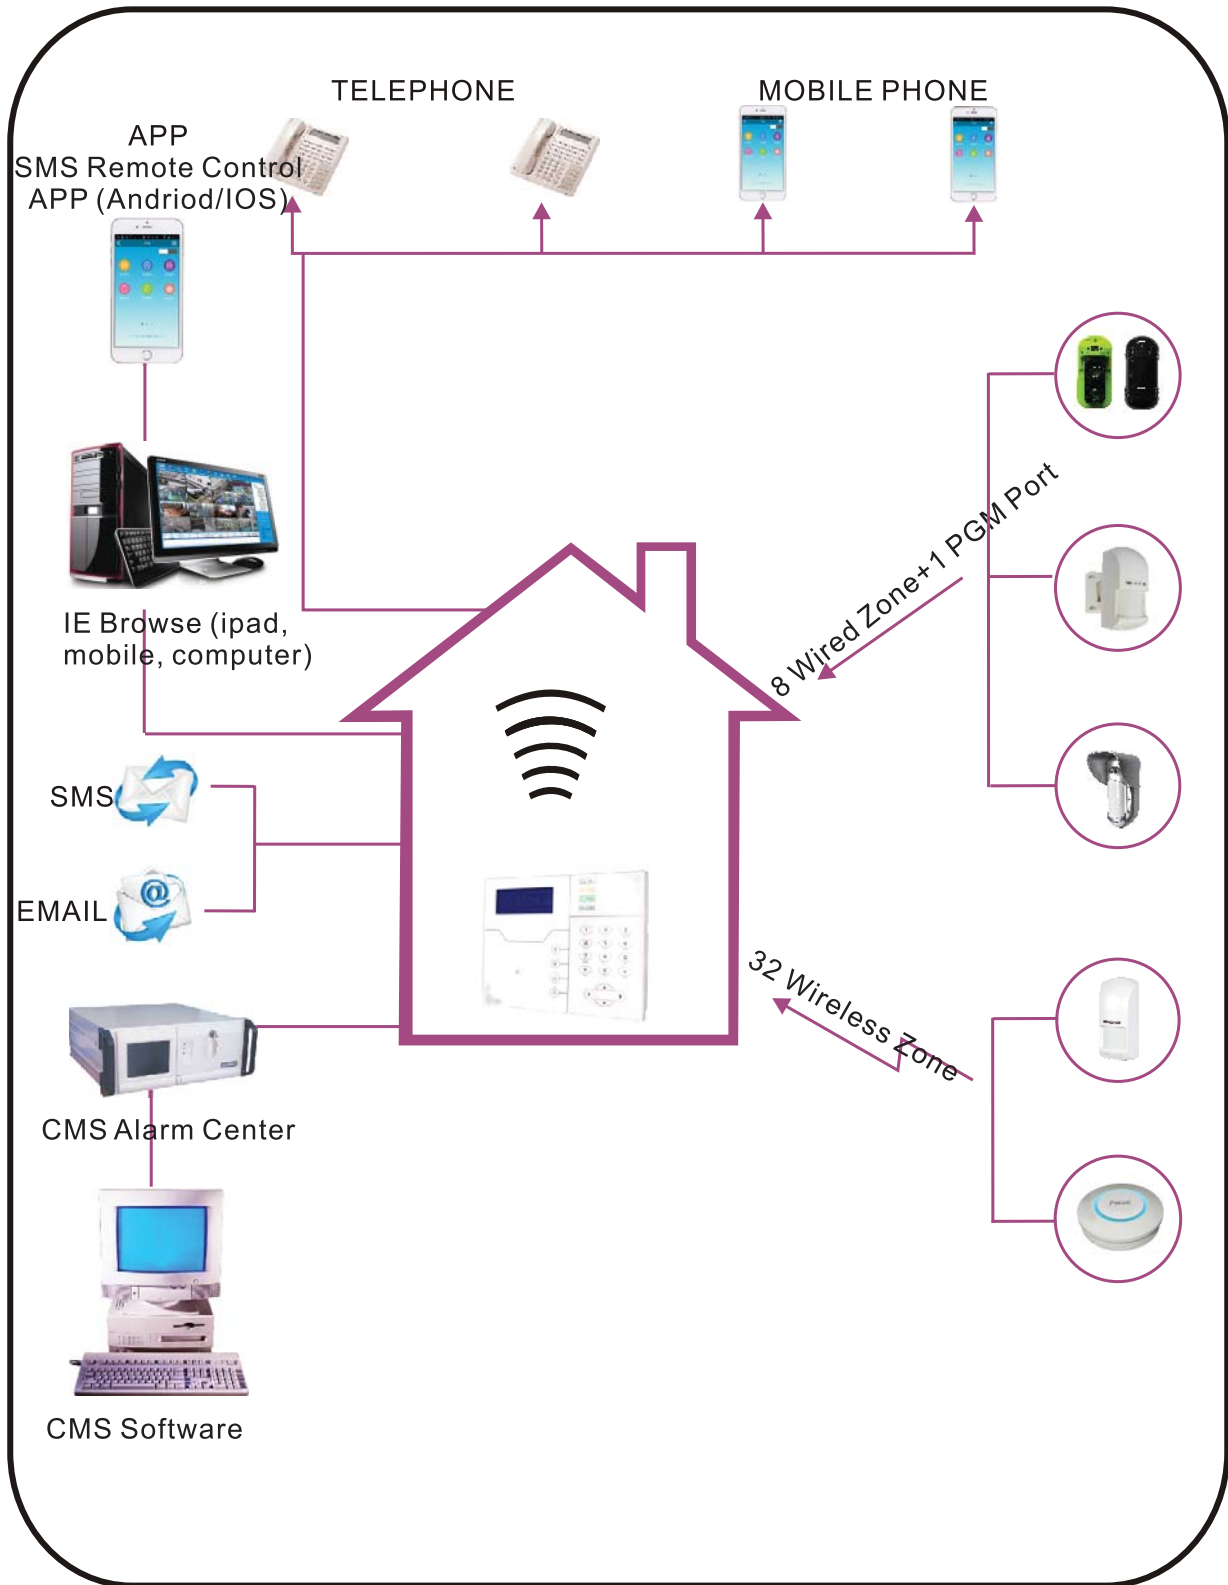 TELEPHONE
MOBILE PHONE
APP
SMS Remote Control
APP (Andriod/IOS)
8 Wired Zone+1 PGM Port
IE Browse (ipad,
mobile, computer)
SMS
EMAIL
@
32 Wireless Zone
CMS Alarm Center
CMS Software